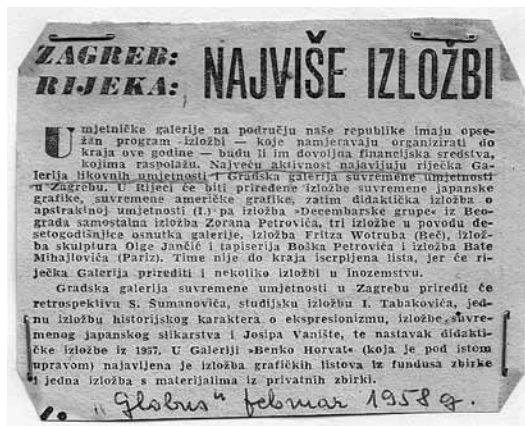 ZAGREB:
RIJEKA:
NAJVIŠE IZLOŽBI
Umjetničke galerije na području naše republike imaju opse-
žan program izložbi — koje namjeravaju organizirati do
kraja ove godine — budu li im dovoljna financijska sredstva,
kojima raspolažu. Najveću aktivnost najavljuju riječka Ga-
lerija likovnih umjetnosti i Gradska galerija suvremene umjetnosti
u Zagrebu. U Rijeci će biti priređene izložbe suvremene japanske
grafike, suvremene američke grafike, zatim didaktička izložba o
apstraktnoj umjetnosti (I.) pa izložba »Decembarske grupe« iz Beo-
grada samostalna izložba Zorana Petrovića, tri izložbe u povodu de-
setogodišnjice osnutka galerije, izložba Fritza Wotruba (Beč), izlož-
ba skulptura Olge Jančić i tapiserija Boška Petrovića i izložba Bate
Mihajlovića (Pariz). Time nije do kraja iscrpljena lista, jer će ri-
ječka Galerija prirediti i nekoliko izložbi u inozemstvu.
Gradska galerija suvremene umjetnosti u Zagrebu priredit će
retrospektivu S. Šumanovića, studijsku izložbu I. Tabakovića, jed-
nu izložbu historijskog karaktera o ekspresionizmu, izložbe suvre-
menog japanskog slikarstva i Josipa Vanište, te nastavak didakti-
čke izložbe iz 1957. U Galeriji »Benko Horvat« (koja je pod istom
upravom) najavljena je izložba grafičkih listova iz fundusa zbirke
i jedna izložba s materijalima iz privatnih zbirki.
„Globus" februar 1958 g.